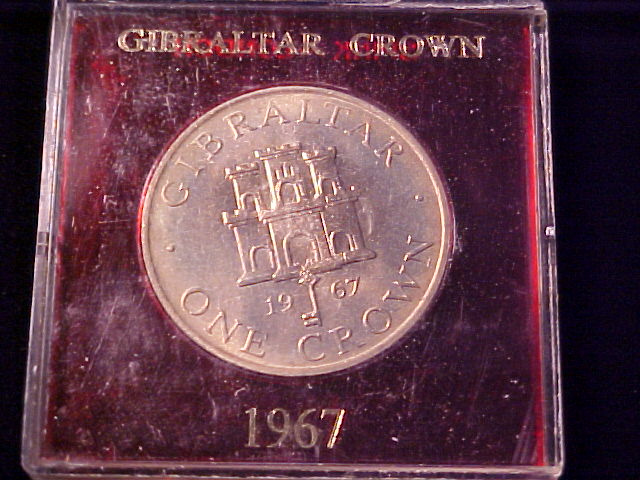 GIBRALTAR CROWN
· GIBRALTAR ·
19 67
ONE CROWN
1967